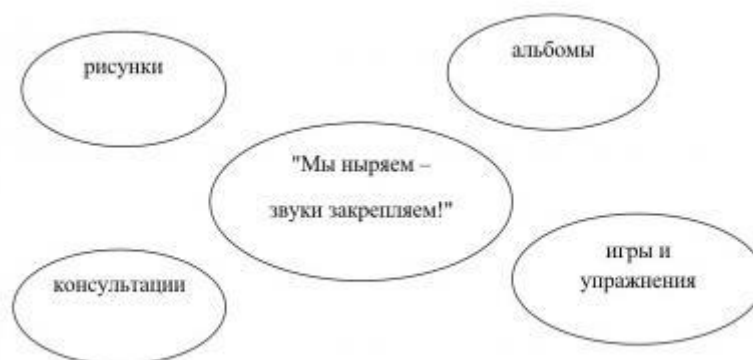 рисунки
альбомы
"Мы ныряем –
звуки закрепляем!"
консультации
игры и
упражнения